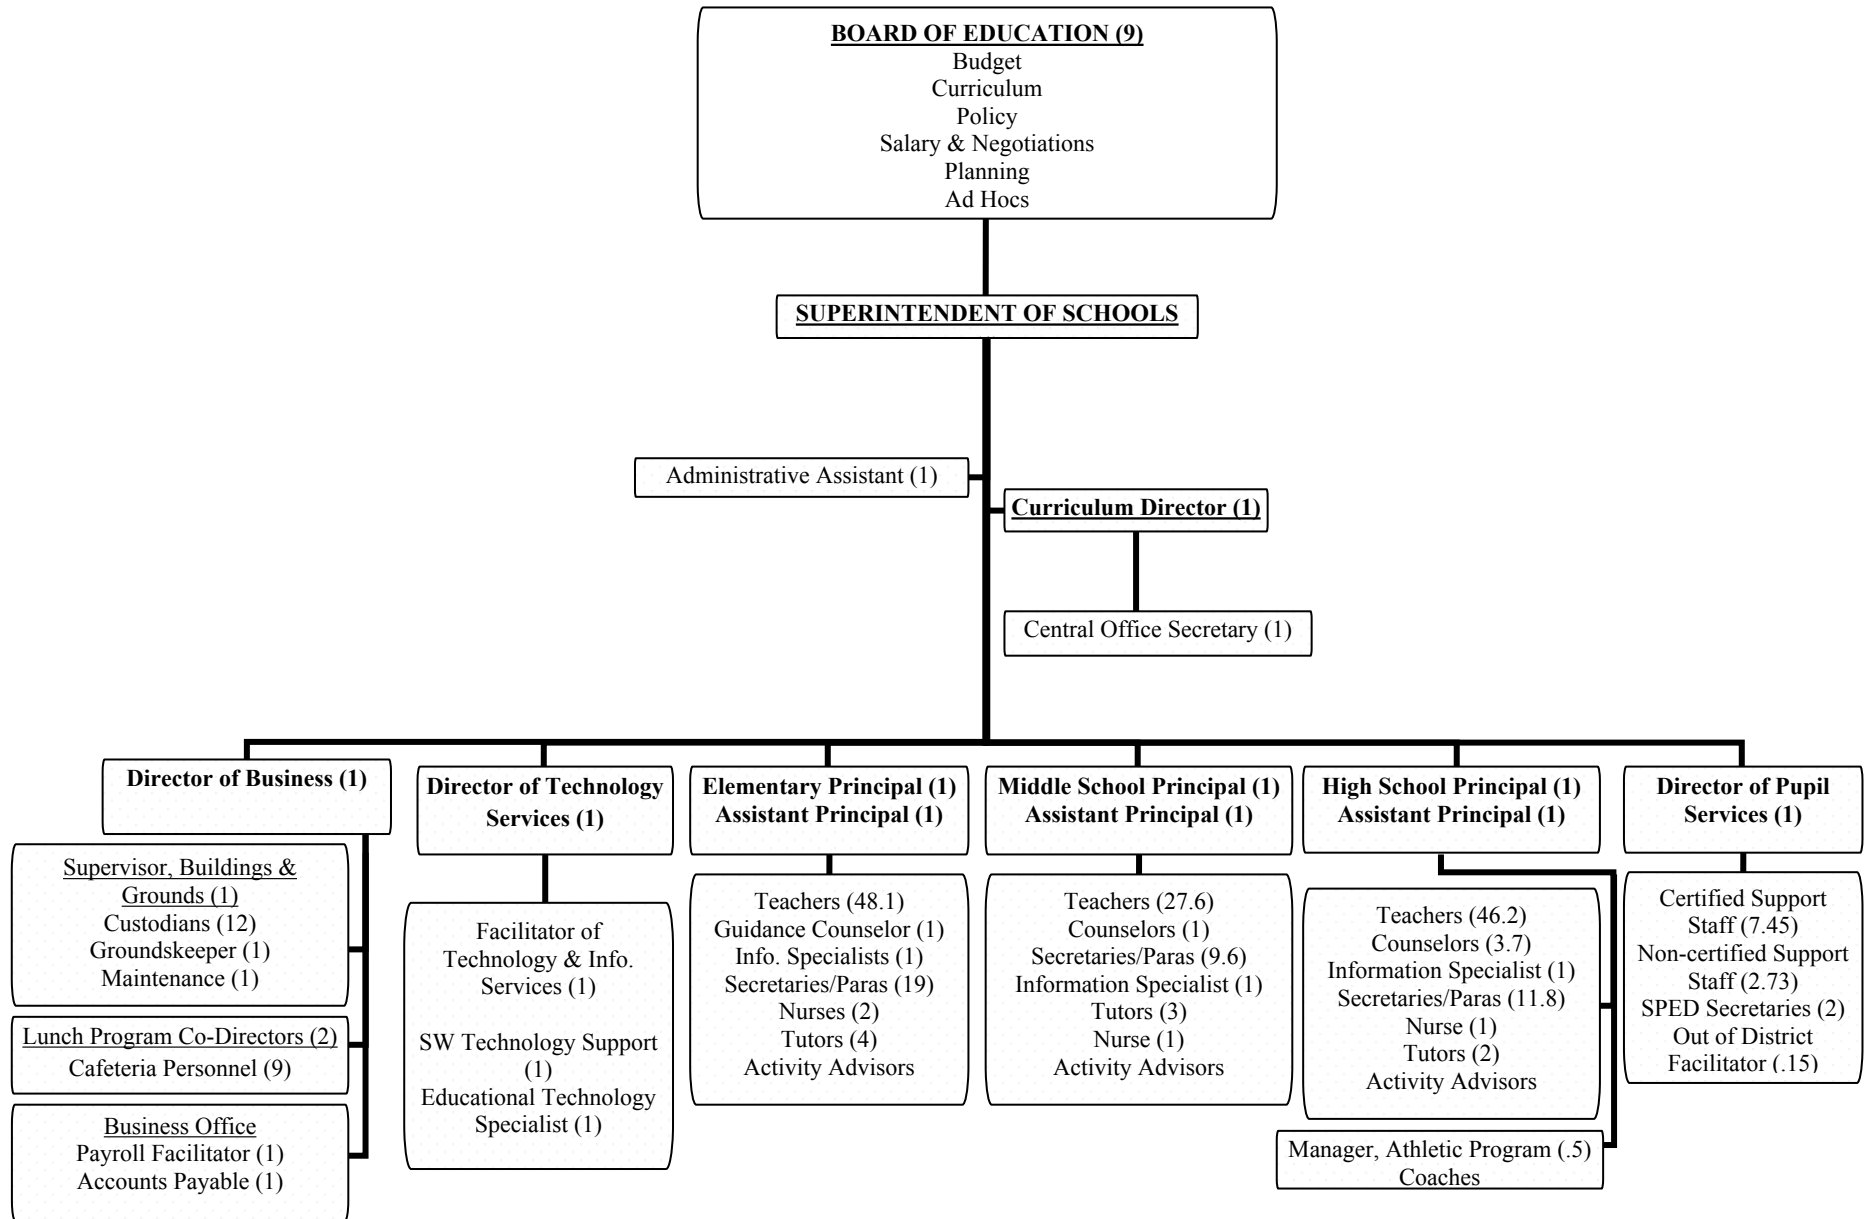 BOARD OF EDUCATION (9)
Budget
Curriculum
Policy
Salary & Negotiations
Planning
Ad Hocs
SUPERINTENDENT OF SCHOOLS
Administrative Assistant (1)
Curriculum Director (1)
Central Office Secretary (1)
Director of Business (1)
Supervisor, Buildings &
Grounds (1)
Custodians (12)
Groundskeeper (1)
Maintenance (1)
Lunch Program Co-Directors (2)
Cafeteria Personnel (9)
Business Office
Payroll Facilitator (1)
Accounts Payable (1)
Director of Technology
Services (1)
Facilitator of
Technology & Info.
Services (1)
SW Technology Support
(1)
Educational Technology
Specialist (1)
Elementary Principal (1)
Assistant Principal (1)
Teachers (48.1)
Guidance Counselor (1)
Info. Specialists (1)
Secretaries/Paras (19)
Nurses (2)
Tutors (4)
Activity Advisors
Middle School Principal (1)
Assistant Principal (1)
Teachers (27.6)
Counselors (1)
Secretaries/Paras (9.6)
Information Specialist (1)
Tutors (3)
Nurse (1)
Activity Advisors
High School Principal (1)
Assistant Principal (1)
Teachers (46.2)
Counselors (3.7)
Information Specialist (1)
Secretaries/Paras (11.8)
Nurse (1)
Tutors (2)
Activity Advisors
Manager, Athletic Program (.5)
Coaches
Director of Pupil
Services (1)
Certified Support
Staff (7.45)
Non-certified Support
Staff (2.73)
SPED Secretaries (2)
Out of District
Facilitator (.15)